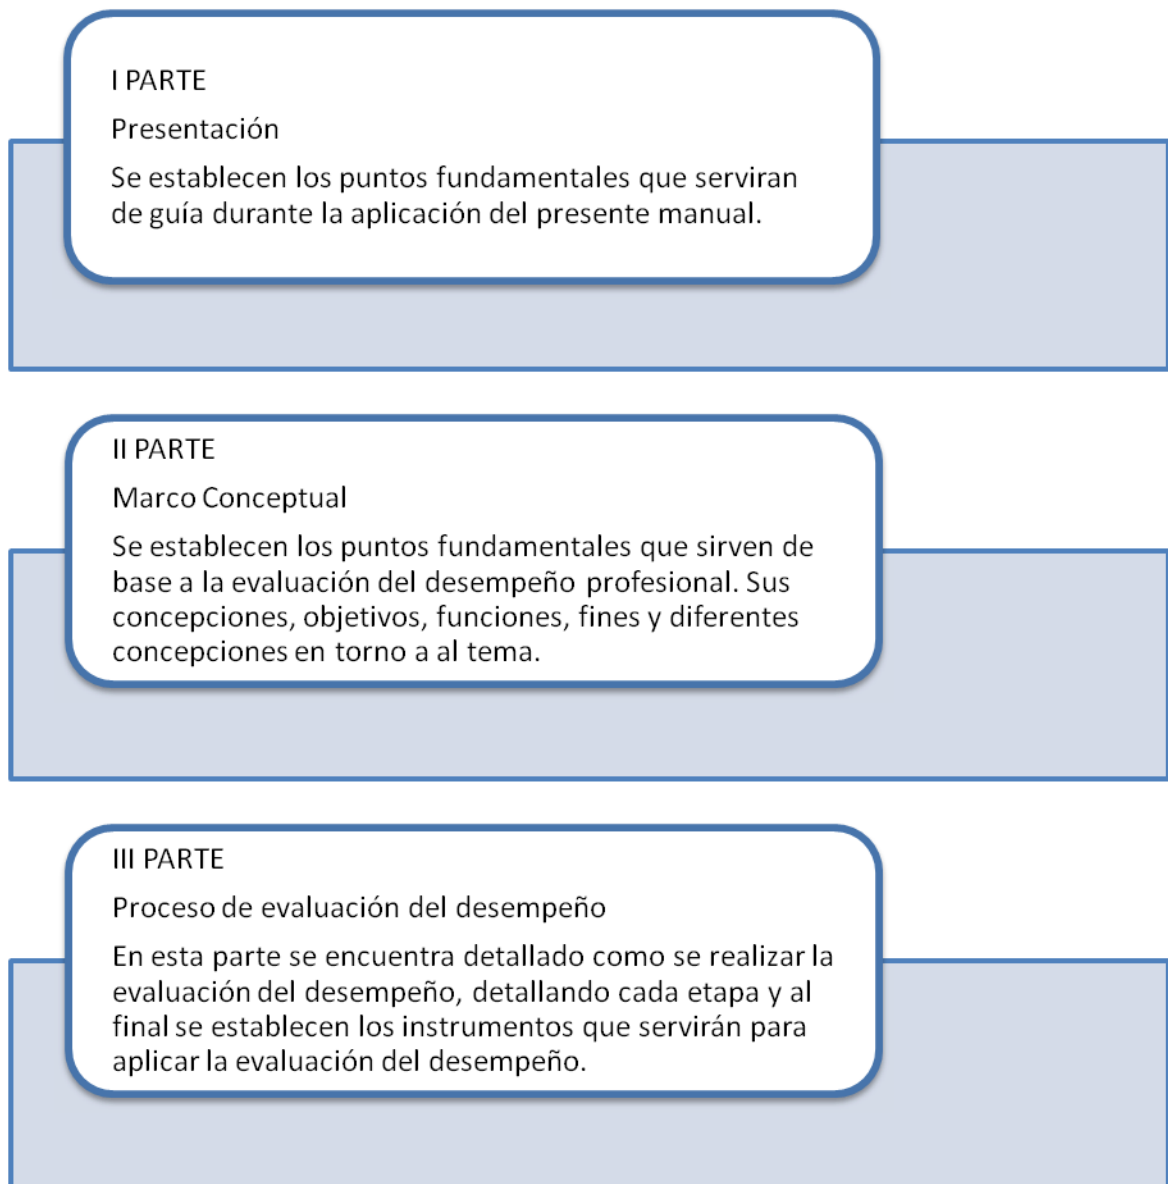 I PARTE
Presentación
Se establecen los puntos fundamentales que serviran
de guía durante la aplicación del presente manual.
II PARTE
Marco Conceptual
Se establecen los puntos fundamentales que sirven de
base a la evaluación del desempeño profesional. Sus
concepciones, objetivos, funciones, fines y diferentes
concepciones en torno a al tema.
III PARTE
Proceso de evaluación del desempeño
En esta parte se encuentra detallado como se realizar la
evaluación del desempeño, detallando cada etapa y al
final se establecen los instrumentos que servirán para
aplicar la evaluación del desempeño.